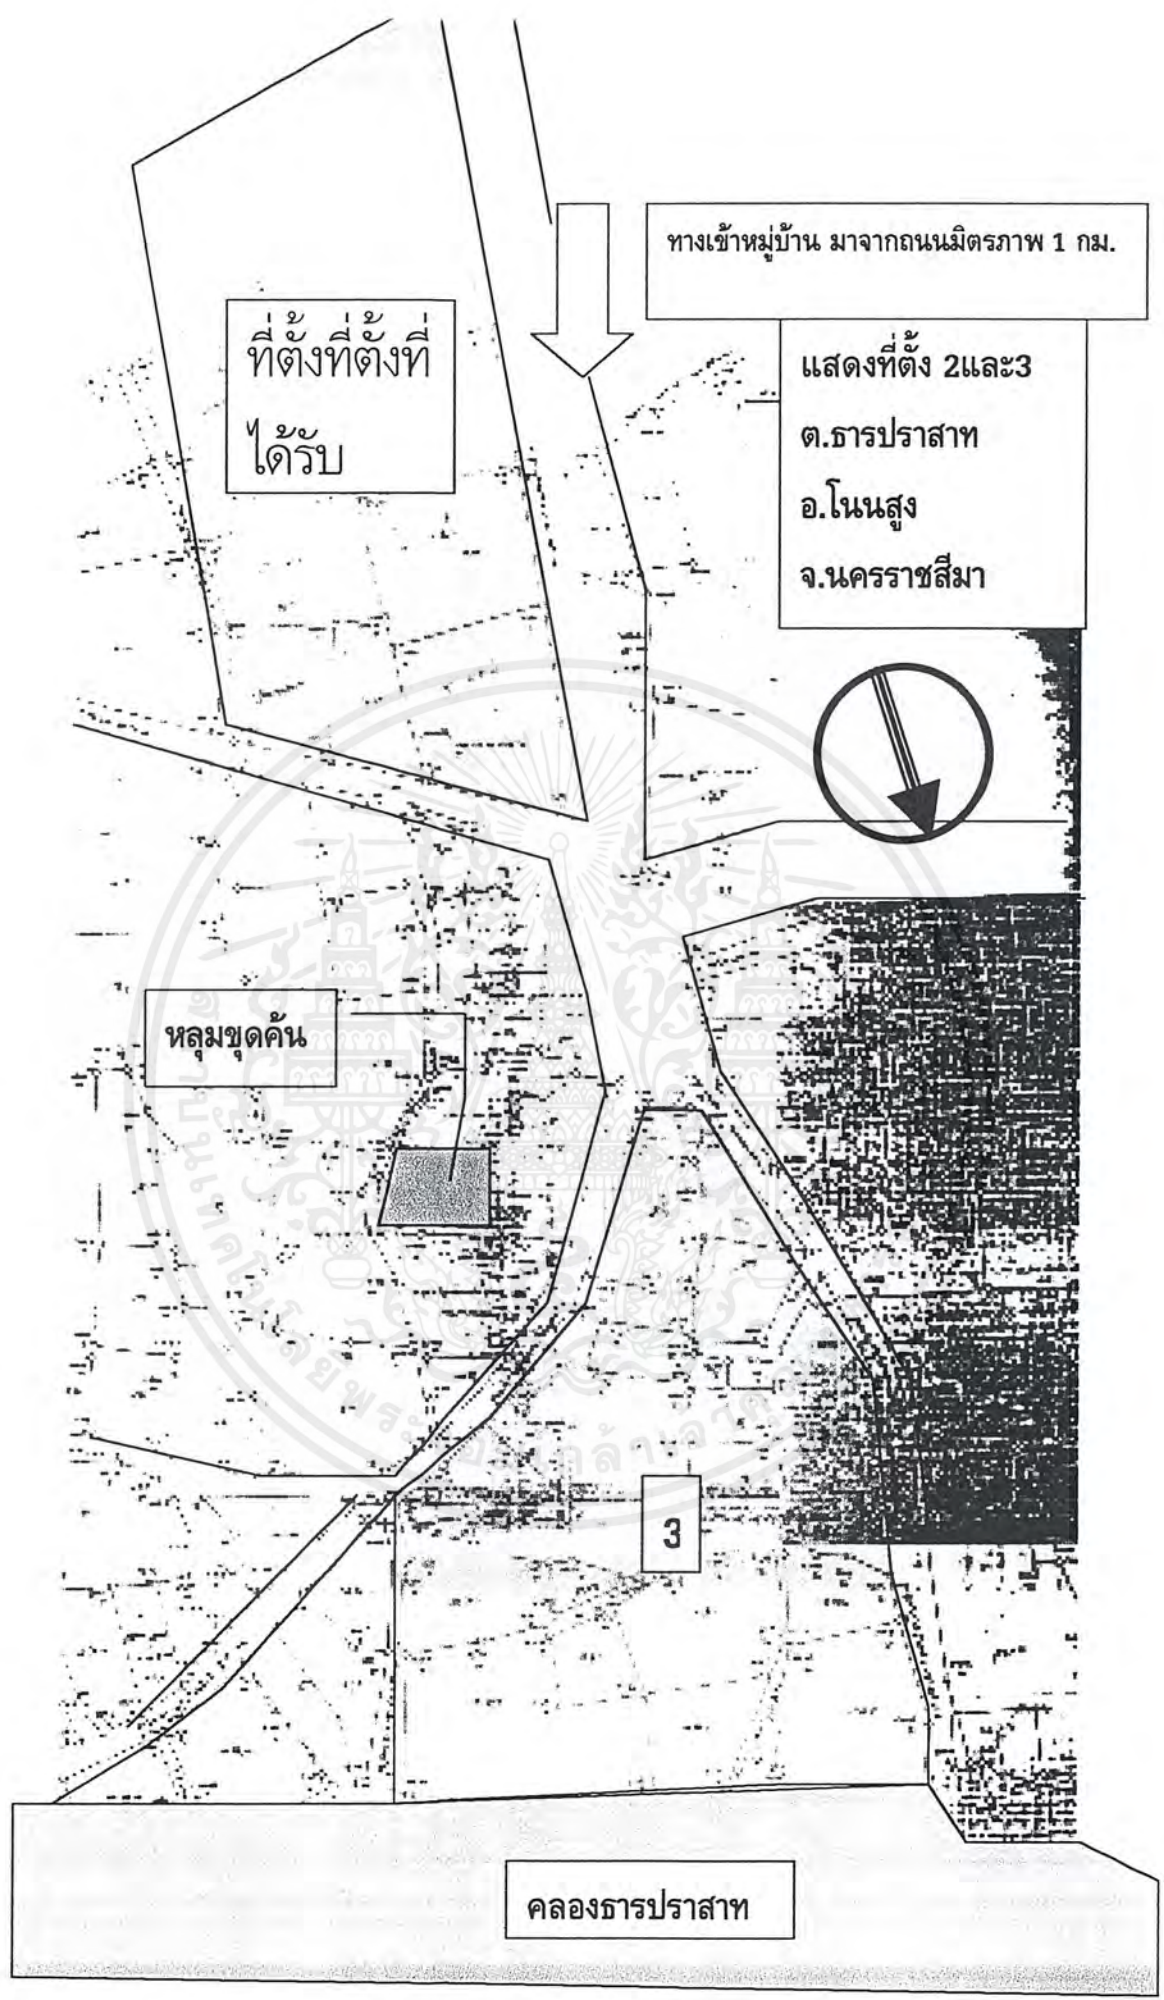 ทางเข้าหมู่บ้าน มาจากถนนมิตรภาพ 1 กม.
ที่ตั้งที่ตั้งที่
ได้รับ
แสดงที่ตั้ง 2และ3
ต.ธารปราสาท
อ.โนนสูง
จ.นครราชสีมา
หลุมขุดค้น
3
คลองธารปราสาท